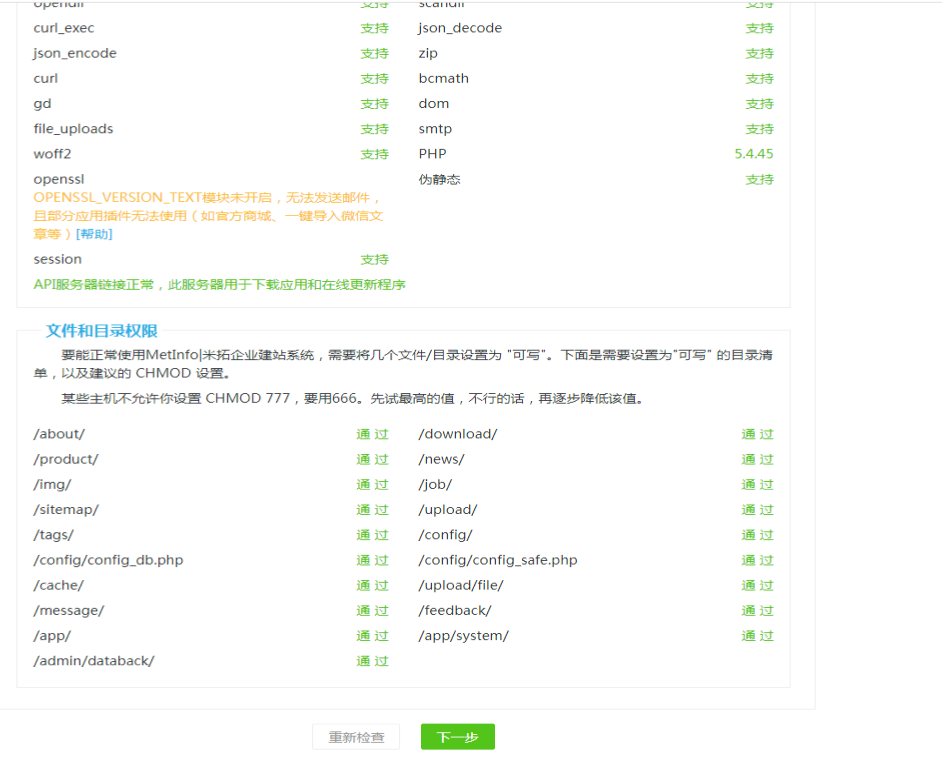 opendir 支持 scandir 支持
curl_exec 支持 json_decode 支持
json_encode 支持 zip 支持
curl 支持 bcmath 支持
gd 支持 dom 支持
file_uploads 支持 smtp 支持
woff2 支持 PHP 5.4.45
openssl 伪静态 支持
OPENSSL_VERSION_TEXT模块未开启，无法发送邮件，
且部分应用插件无法使用（如官方商城、一键导入微信文
章等）[帮助]
session 支持
API服务器链接正常，此服务器用于下载应用和在线更新程序
文件和目录权限
要能正常使用MetInfo|米拓企业建站系统，需要将几个文件/目录设置为 "可写"。下面是需要设置为"可写" 的目录清
单，以及建议的 CHMOD 设置。
某些主机不允许你设置 CHMOD 777，要用666。先试最高的值，不行的话，再逐步降低该值。
/about/ 通 过 /download/ 通 过
/product/ 通 过 /news/ 通 过
/img/ 通 过 /job/ 通 过
/sitemap/ 通 过 /upload/ 通 过
/tags/ 通 过 /config/ 通 过
/config/config_db.php 通 过 /config/config_safe.php 通 过
/cache/ 通 过 /upload/file/ 通 过
/message/ 通 过 /feedback/ 通 过
/app/ 通 过 /app/system/ 通 过
/admin/databack/ 通 过
重新检查 下一步